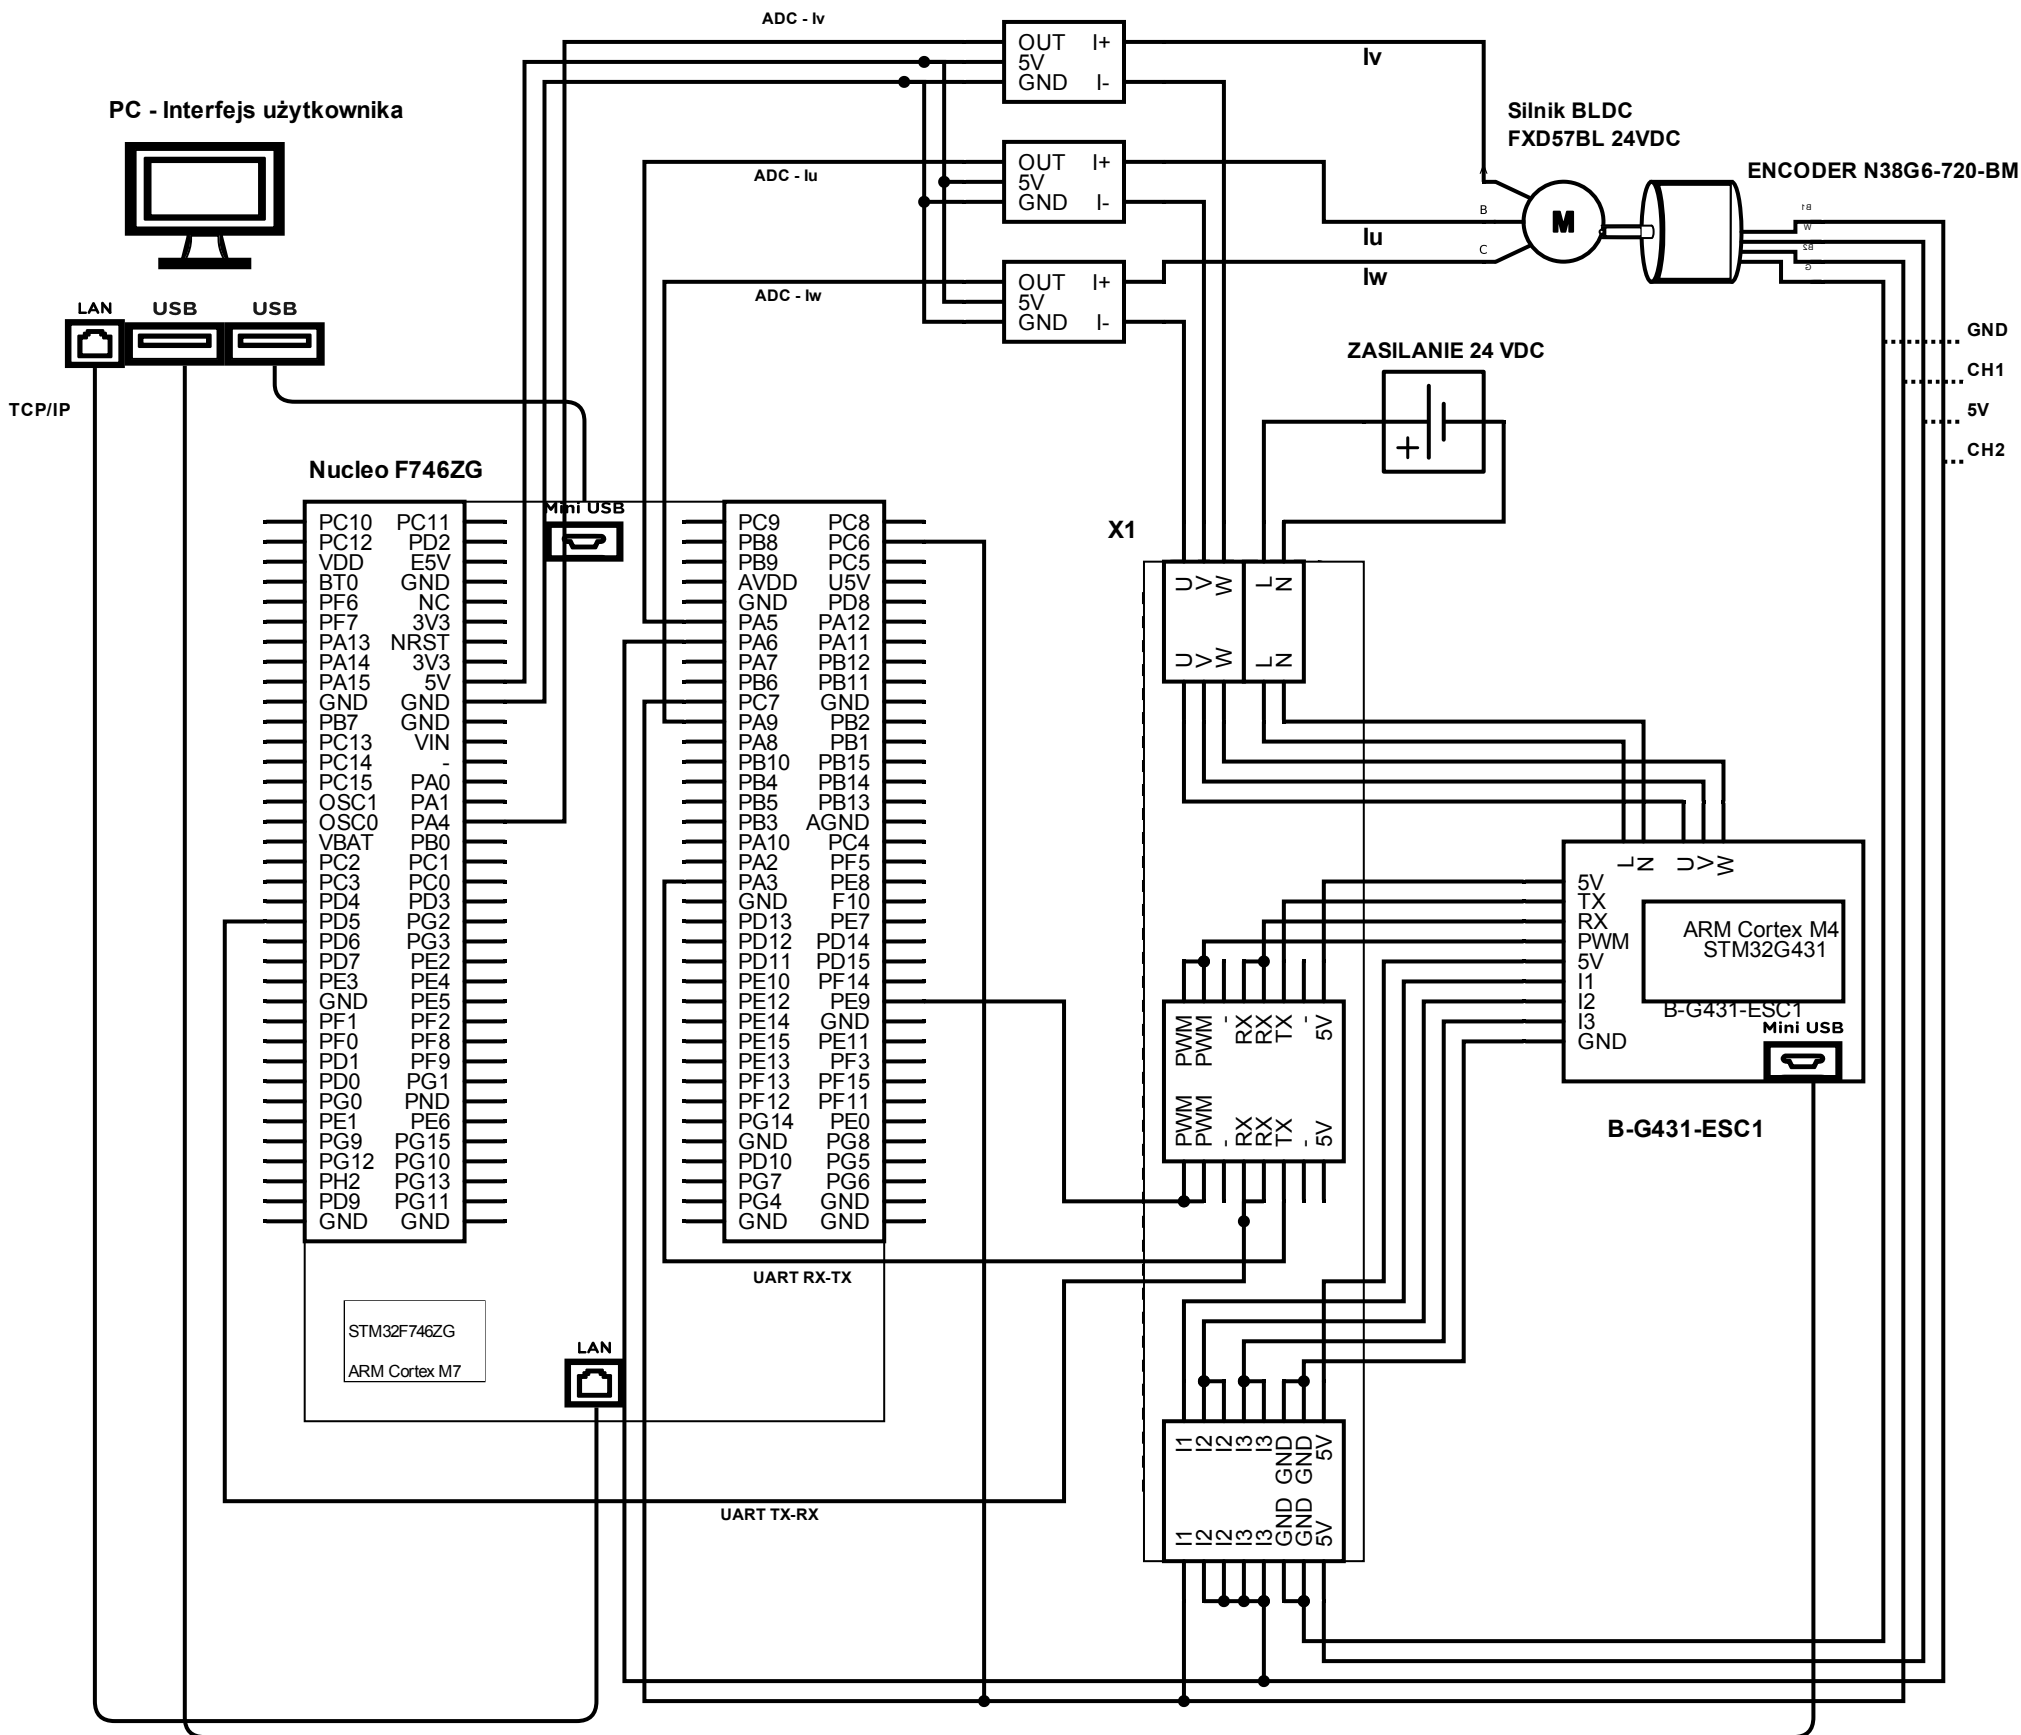 ADC - Iv
OUT I+
5V
GND I-
Iv
PC - Interfejs użytkownika
Silnik BLDC
FXD57BL 24VDC
ADC - Iu
OUT I+
5V
GND I-
A
B
C
M
Iu
Iw
ENCODER N38G6-720-BM
B1
W
B2
G
ADC - Iw
OUT I+
5V
GND I-
LAN USB USB
TCP/IP
ZASILANIE 24 VDC
+
GND
CH1
5V
CH2
Nucleo F746ZG
Mini USB
PC10 PC11
PC12 PD2
VDD E5V
BT0 GND
PF6 NC
PF7 3V3
PA13 NRST
PA14 3V3
PA15 5V
GND GND
PB7 GND
PC13 VIN
PC14 -
PC15 PA0
OSC1 PA1
OSC0 PA4
VBAT PB0
PC2 PC1
PC3 PC0
PD4 PD3
PD5 PG2
PD6 PG3
PD7 PE2
PE3 PE4
GND PE5
PF1 PF2
PF0 PF8
PD1 PF9
PD0 PG1
PG0 PND
PE1 PE6
PG9 PG15
PG12 PG10
PH2 PG13
PD9 PG11
GND GND
PC9 PC8
PB8 PC6
PB9 PC5
AVDD U5V
GND PD8
PA5 PA12
PA6 PA11
PA7 PB12
PB6 PB11
PC7 GND
PA9 PB2
PA8 PB1
PB10 PB15
PB4 PB14
PB5 PB13
PB3 AGND
PA10 PC4
PA2 PF5
PA3 PE8
GND F10
PD13 PE7
PD12 PD14
PD11 PD15
PE10 PF14
PE12 PE9
PE14 GND
PE15 PE11
PE13 PF3
PF13 PF15
PF12 PF11
PG14 PE0
GND PG8
PD10 PG5
PG7 PG6
PG4 GND
GND GND
X1
U V W L N
U V W L N
L N U V W
5V
TX
RX
PWM
5V
I1
I2
I3
GND
ARM Cortex M4
STM32G431
B-G431-ESC1
Mini USB
B-G431-ESC1
PWM PWM - RX RX TX - 5V
PWM PWM - RX RX TX - 5V
UART RX-TX
STM32F746ZG
ARM Cortex M7
LAN
I1 I2 I2 I3 I3 GND GND 5V
I1 I2 I2 I3 I3 GND GND 5V
UART TX-RX